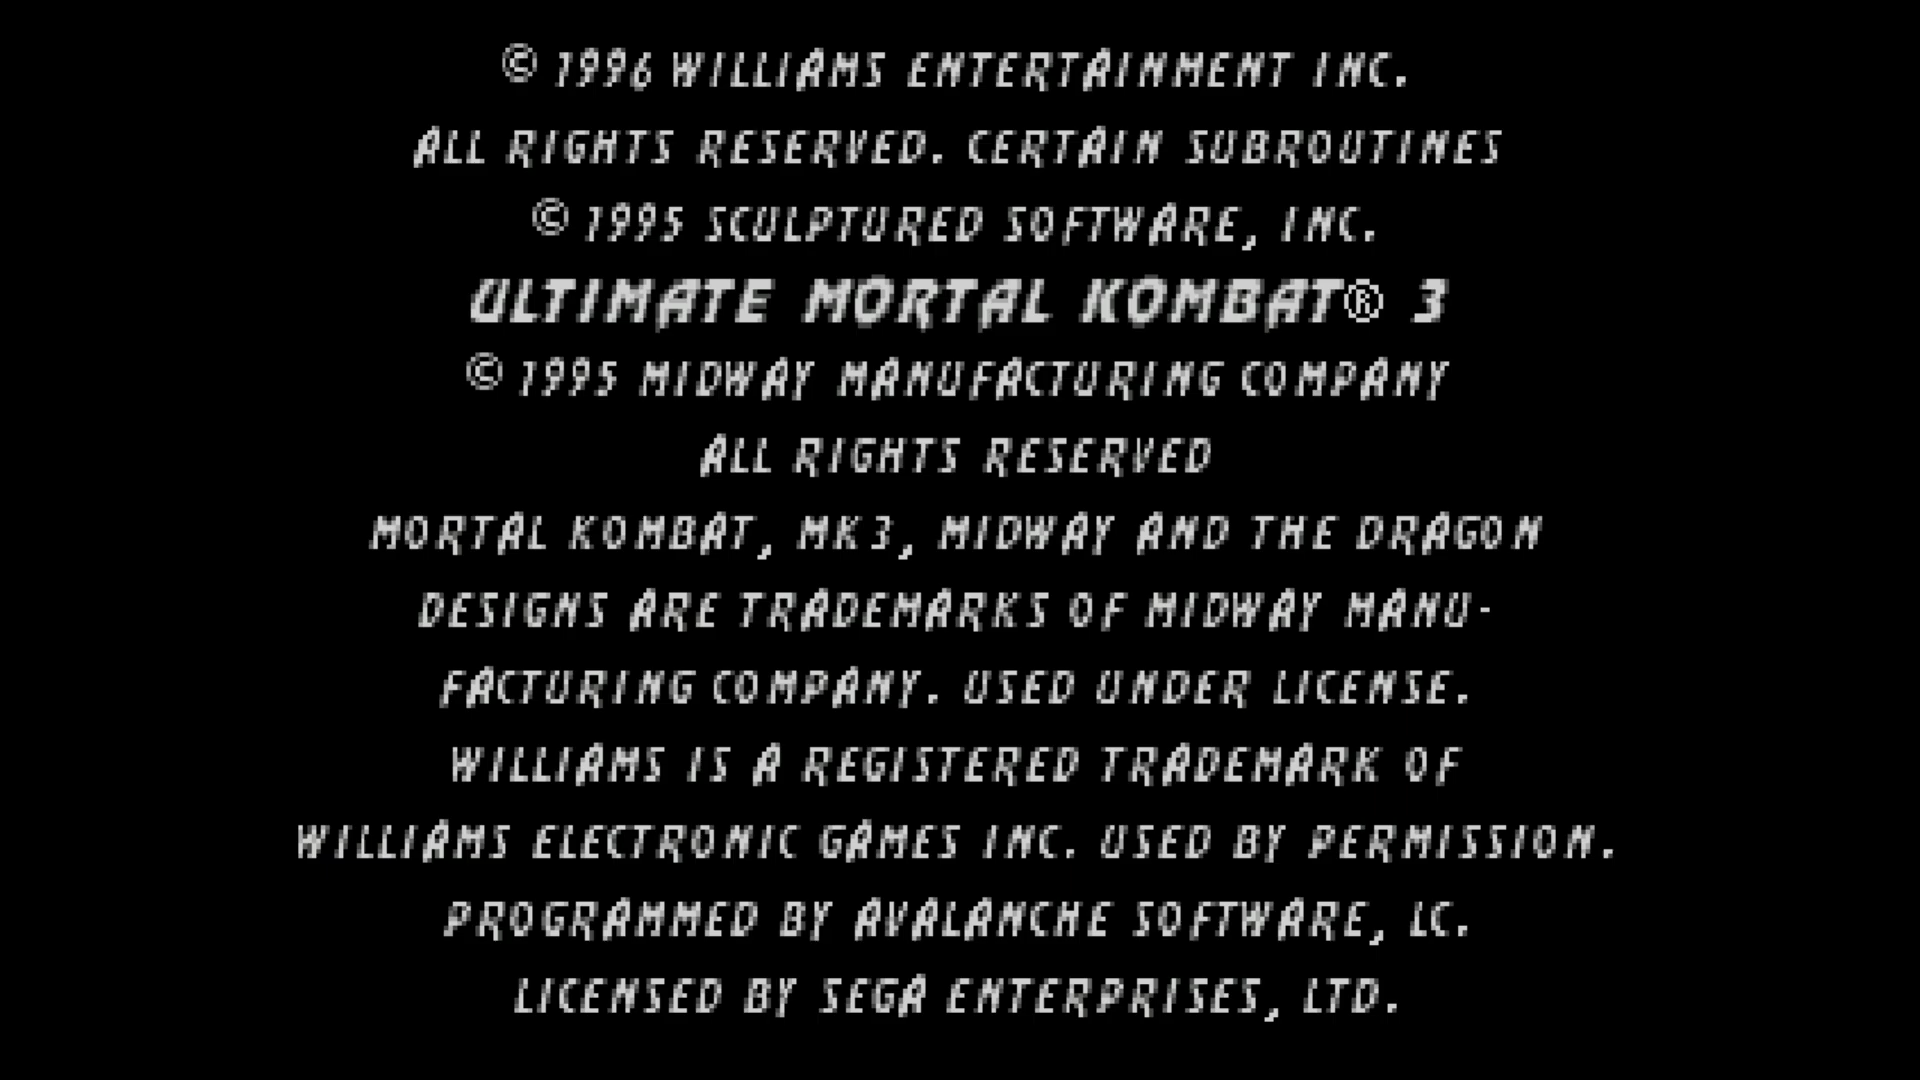 © 1996 WILLIAMS ENTERTAINMENT INC.
ALL RIGHTS RESERVED. CERTAIN SUBROUTINES
© 1995 SCULPTURED SOFTWARE, INC.
ULTIMATE MORTAL KOMBAT® 3
© 1995 MIDWAY MANUFACTURING COMPANY
ALL RIGHTS RESERVED
MORTAL KOMBAT, MK3, MIDWAY AND THE DRAGON
DESIGNS ARE TRADEMARKS OF MIDWAY MANU-
FACTURING COMPANY. USED UNDER LICENSE.
WILLIAMS IS A REGISTERED TRADEMARK OF
WILLIAMS ELECTRONIC GAMES INC. USED BY PERMISSION.
PROGRAMMED BY AVALANCHE SOFTWARE, LC.
LICENSED BY SEGA ENTERPRISES, LTD.